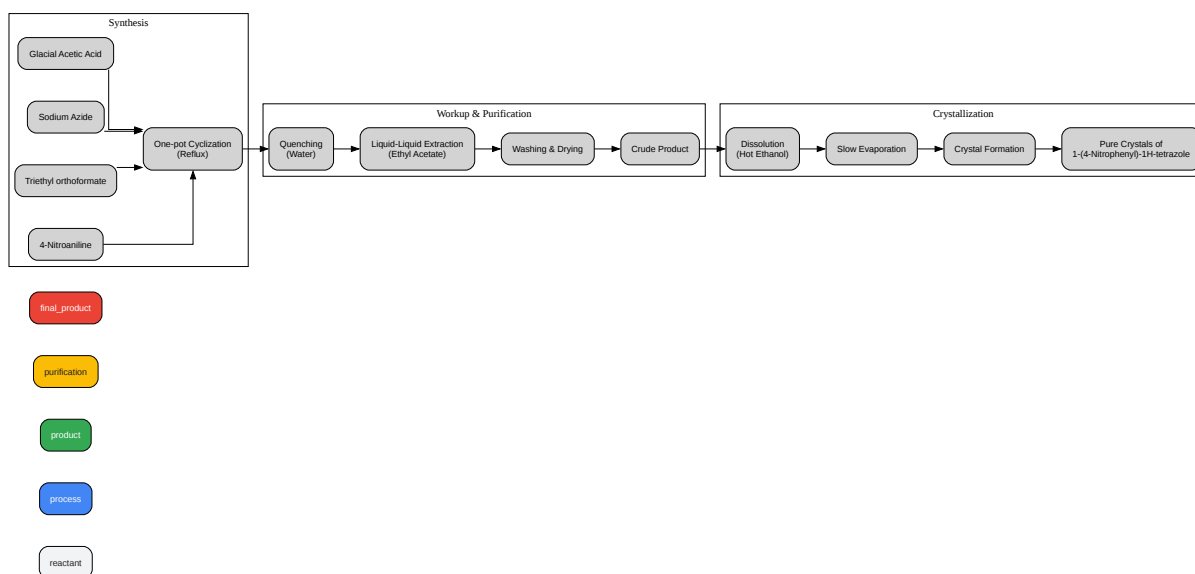 Synthesis
Glacial Acetic Acid
Sodium Azide
Triethyl orthoformate
4-Nitroaniline
One-pot Cyclization
(Reflux)
Workup & Purification
Quenching
(Water)
Liquid-Liquid Extraction
(Ethyl Acetate)
Washing & Drying
Crude Product
Crystallization
Dissolution
(Hot Ethanol)
Slow Evaporation
Crystal Formation
Pure Crystals of
1-(4-Nitrophenyl)-1H-tetrazole
final_product
purification
product
process
reactant